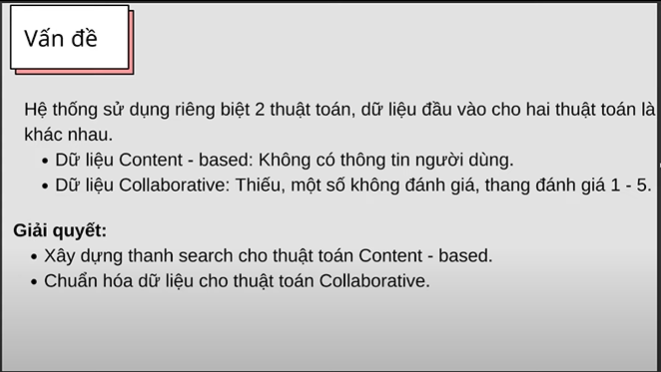 Vấn đề
Hệ thống sử dụng riêng biệt 2 thuật toán, dữ liệu đầu vào cho hai thuật toán là
khác nhau.
• Dữ liệu Content - based: Không có thông tin người dùng.
• Dữ liệu Collaborative: Thiếu, một số không đánh giá, thang đánh giá 1 - 5.
Giải quyết:
• Xây dựng thanh search cho thuật toán Content - based.
• Chuẩn hóa dữ liệu cho thuật toán Collaborative.